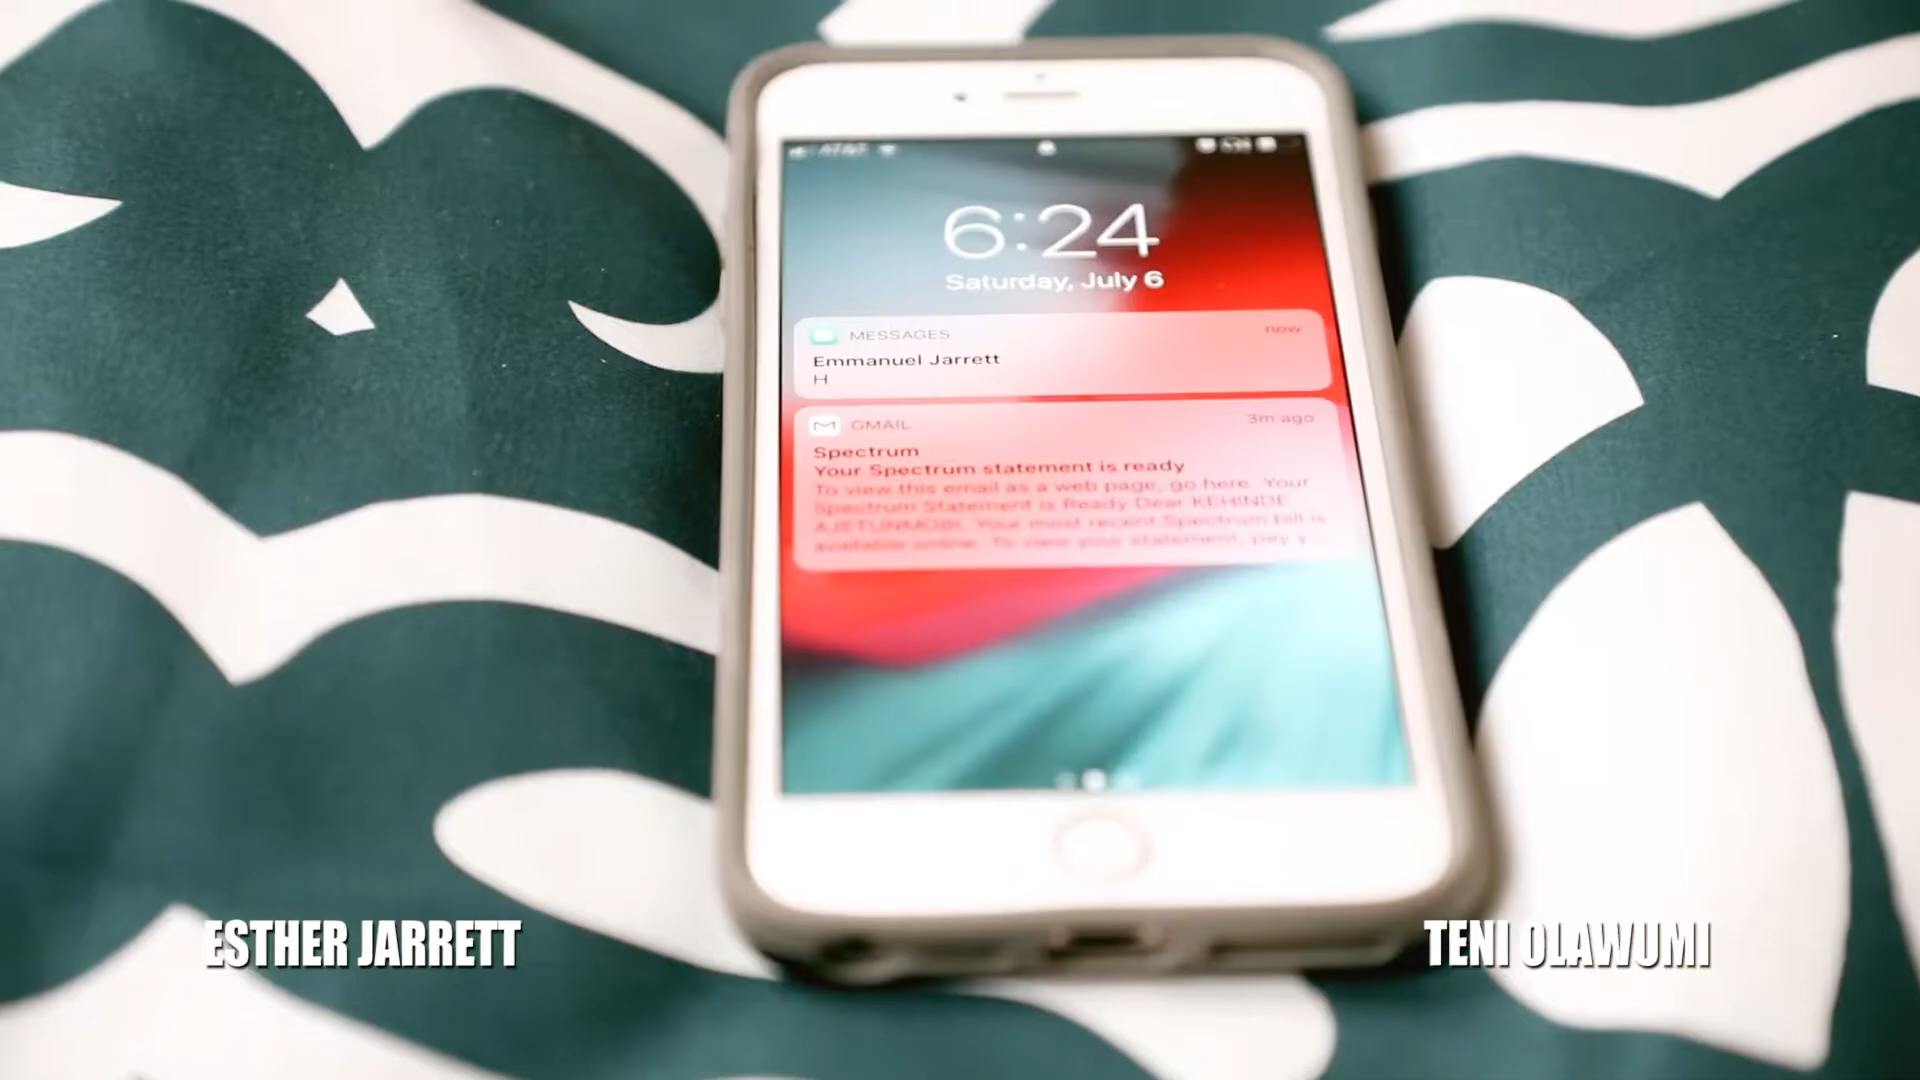 6:24
Saturday, July 6
MESSAGES
now
Emmanuel Jarrett
H
GMAIL
3m ago
Spectrum
Your Spectrum statement is ready
To view this email as a web page, go here. Your
Spectrum Statement is Ready Dear KEHINDE
AJETUNMOBI, Your most recent Spectrum bill is
available online. To view your statement, pay y
ESTHER JARRETT
TENI OLAWUMI